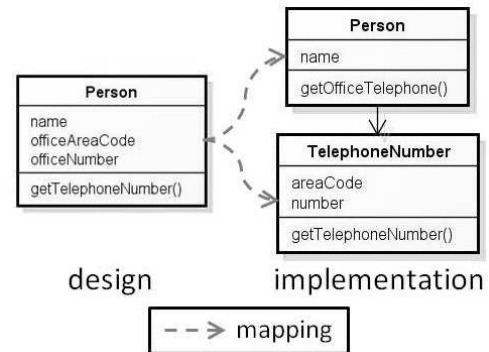 Person
name
officeAreaCode
officeNumber
getTelephoneNumber()
design
Person
name
getOfficeTelephone()
TelephoneNumber
areaCode
number
getTelephoneNumber()
implementation
mapping